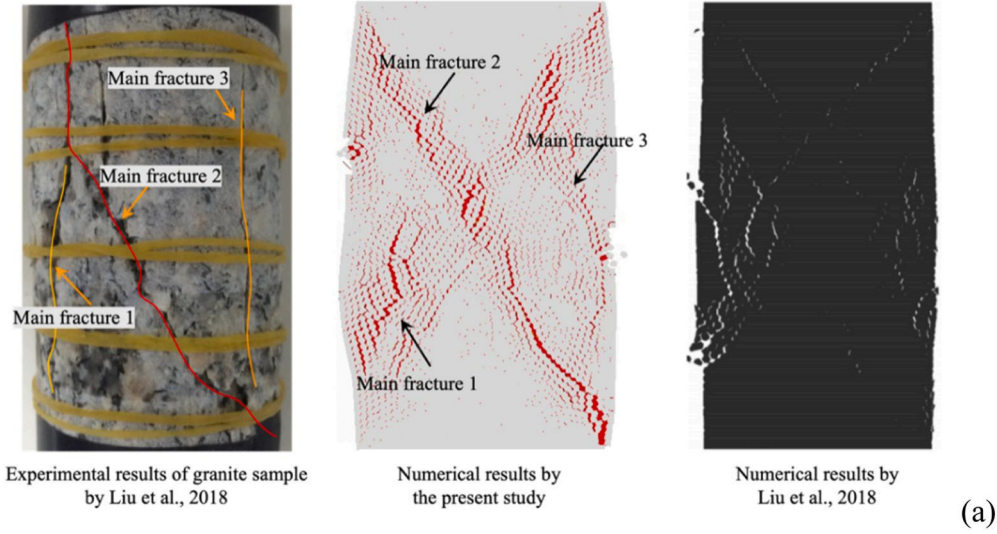 Main fracture 3
Main fracture 2
Main fracture 1
Main fracture 2
Main fracture 3
Main fracture 1
Experimental results of granite sample
by Liu et al., 2018
Numerical results by
the present study
Numerical results by
Liu et al., 2018
(a)